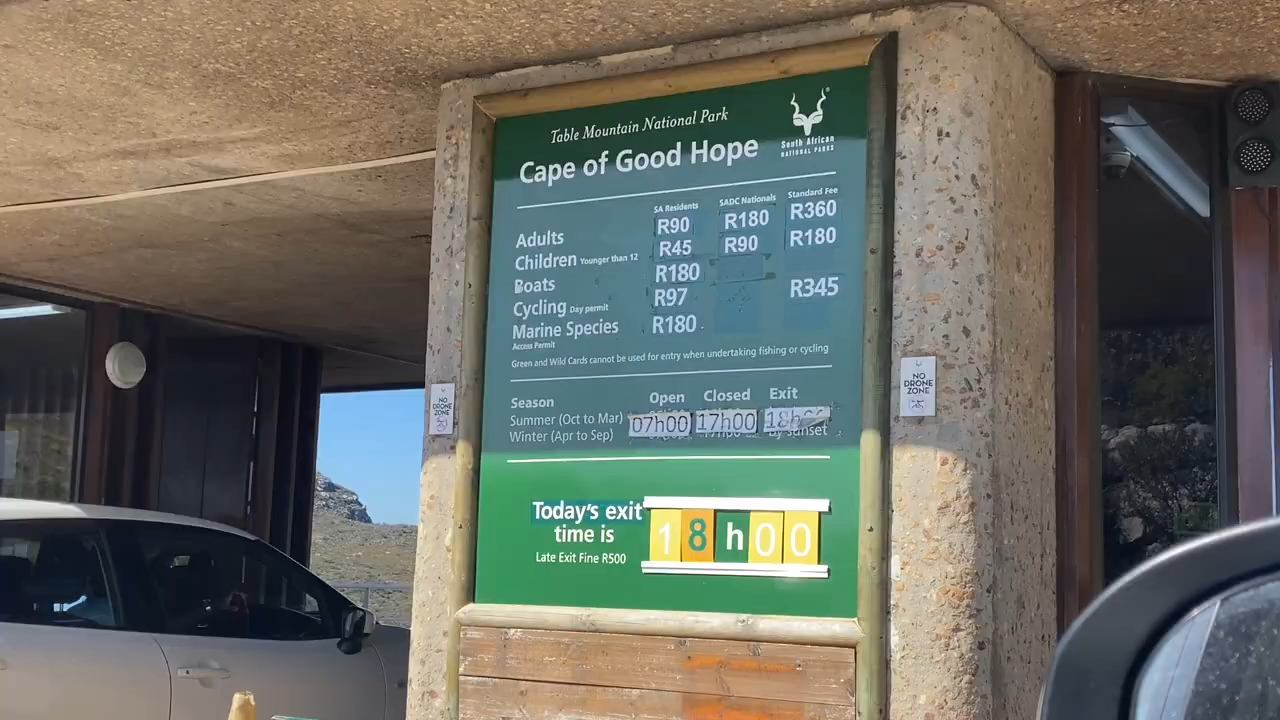 Table Mountain National Park
Cape of Good Hope
South African
NATIONAL PARKS
SA Residents SADC Nationals Standard Fee
Adults R90 R180 R360
Children Younger than 12 R45 R90 R180
Boats R180
Cycling Day permit R97 R345
Marine Species R180
Access Permit
Green and Wild Cards cannot be used for entry when undertaking fishing or cycling
Season Open Closed Exit
Summer (Oct to Mar) 07h00 17h00
Winter (Apr to Sep) By sunset
Today's exit
time is 18h00
Late Exit Fine R500
NO
DRONE
ZONE
NO
DRONE
ZONE